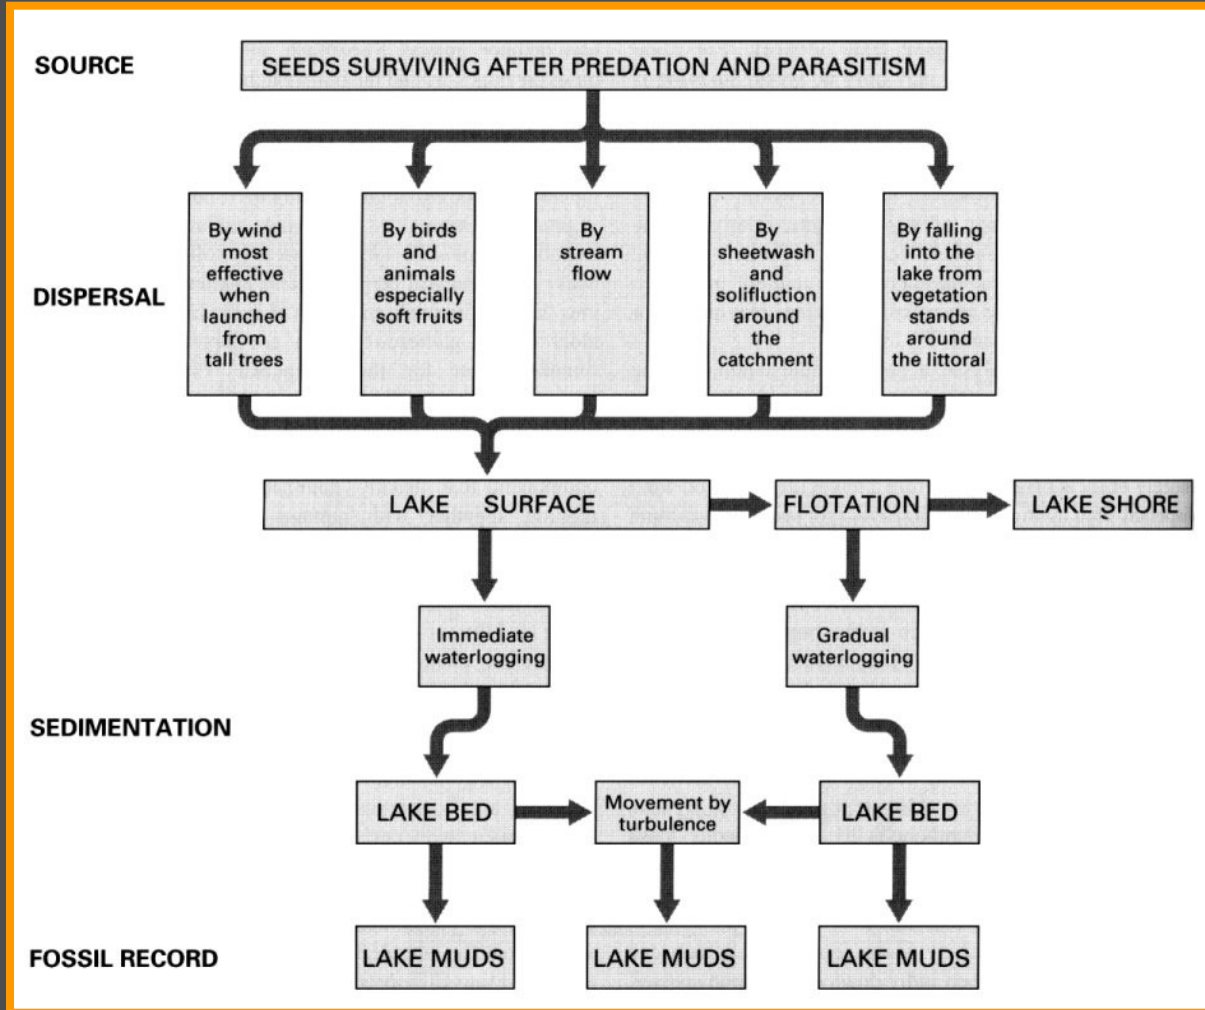 SOURCE
SEEDS SURVIVING AFTER PREDATION AND PARASITISM
DISPERSAL
By wind
most
effective
when
launched
from
tall trees
By birds
and
animals
especially
soft fruits
By
stream
flow
By
sheetwash
and
solifluction
around
the
catchment
By falling
into the
lake from
vegetation
stands
around
the littoral
LAKE SURFACE
FLOTATION
LAKE SHORE
Immediate
waterlogging
Gradual
waterlogging
SEDIMENTATION
LAKE BED
Movement by
turbulence
LAKE BED
FOSSIL RECORD
LAKE MUDS
LAKE MUDS
LAKE MUDS